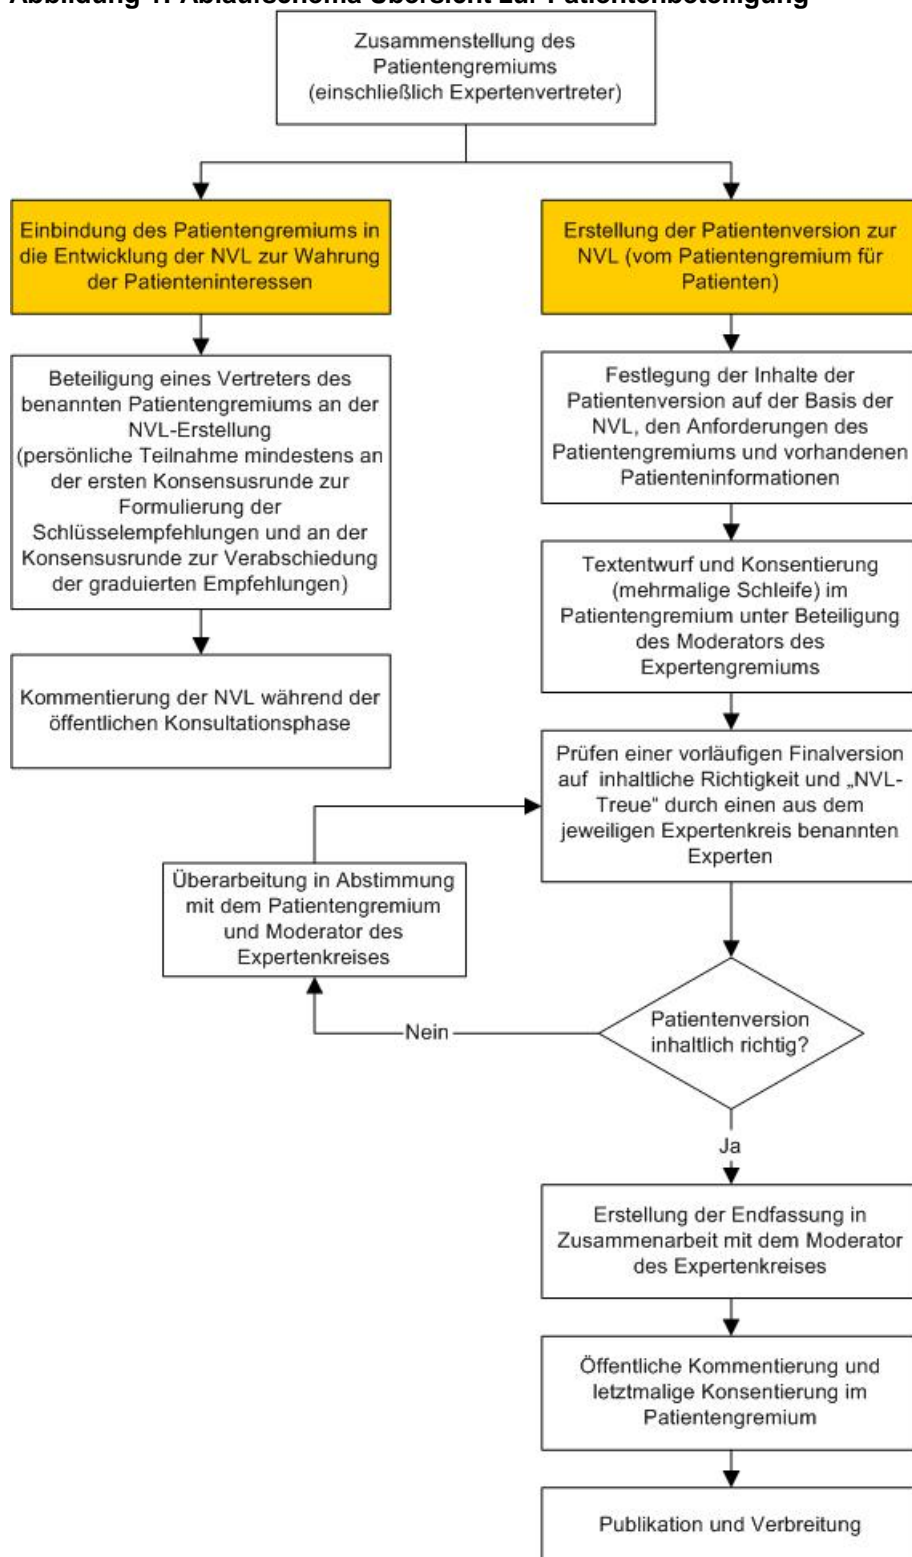 Abbildung 1: Ablaufschema Übersicht zur Patientenbeteiligung
Zusammenstellung des
Patientengremiums
(einschließlich Expertenvertreter)
Einbindung des Patientengremiums in
die Entwicklung der NVL zur Wahrung
der Patienteninteressen
Beteiligung eines Vertreters des
benannten Patientengremiums an der
NVL-Erstellung
(persönliche Teilnahme mindestens an
der ersten Konsensusrunde zur
Formulierung der
Schlüsselempfehlungen und an der
Konsensusrunde zur Verabschiedung
der graduierten Empfehlungen)
Kommentierung der NVL während der
öffentlichen Konsultationsphase
Erstellung der Patientenversion zur
NVL (vom Patientengremium für
Patienten)
Festlegung der Inhalte der
Patientenversion auf der Basis der
NVL, den Anforderungen des
Patientengremiums und vorhandenen
Patienteninformationen
Textentwurf und Konsentierung
(mehrmalige Schleife) im
Patientengremium unter Beteiligung
des Moderators des
Expertengremiums
Prüfen einer vorläufigen Finalversion
auf inhaltliche Richtigkeit und „NVL-
Treue“ durch einen aus dem
jeweiligen Expertenkreis benannten
Experten
Überarbeitung in Abstimmung
mit dem Patientengremium
und Moderator des
Expertenkreises
Patientenversion
inhaltlich richtig?
Nein
Ja
Erstellung der Endfassung in
Zusammenarbeit mit dem Moderator
des Expertenkreises
Öffentliche Kommentierung und
letztmalige Konsentierung im
Patientengremium
Publikation und Verbreitung